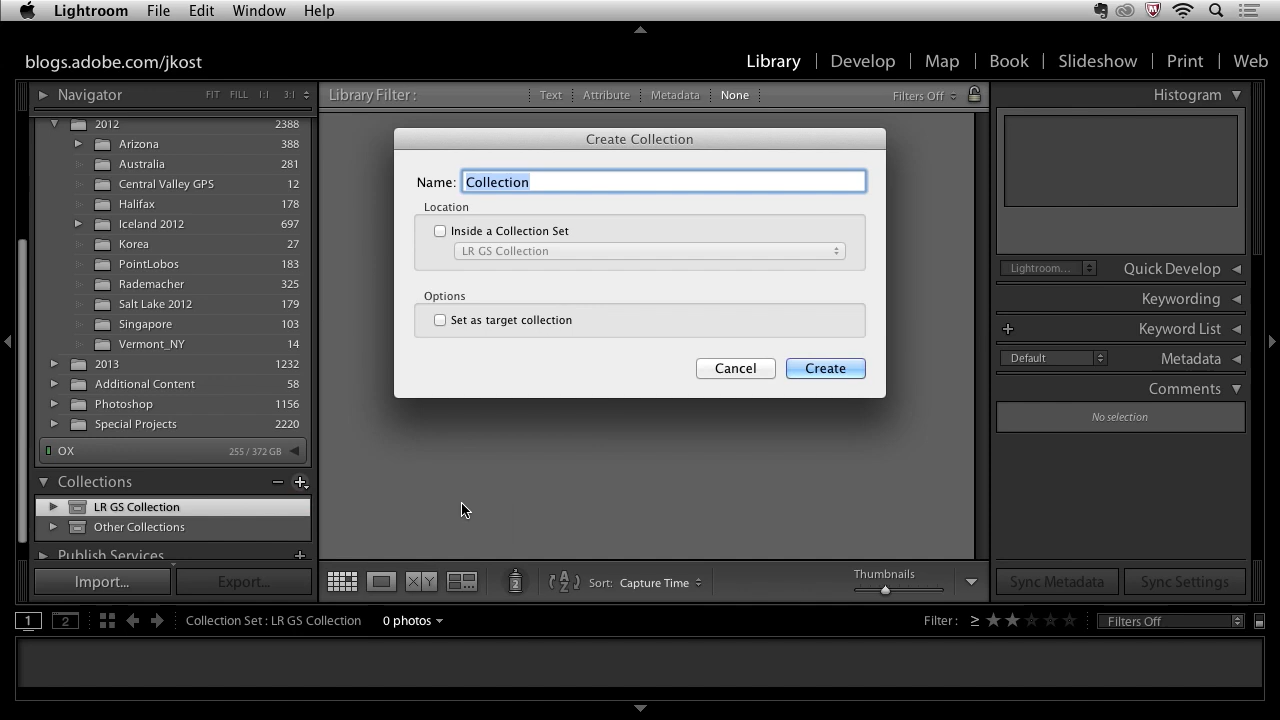 Lightroom File Edit Window Help
blogs.adobe.com/jkost
Library Develop Map Book Slideshow Print Web
Navigator FIT FILL 1:1 3:1
2012 2388
Arizona 388
Australia 281
Central Valley GPS 12
Halifax 178
Iceland 2012 697
Korea 27
PointLobos 183
Rademacher 325
Salt Lake 2012 179
Singapore 103
Vermont_NY 14
2013 1232
Additional Content 58
Photoshop 1156
Special Projects 2220
OX 255 / 372 GB
Collections
LR GS Collection
Other Collections
Publish Services
Import... Export...
Library Filter : Text Attribute Metadata None Filters Off
Create Collection
Name: Collection
Location
Inside a Collection Set
LR GS Collection
Options
Set as target collection
Cancel Create
2 Sort: Capture Time Thumbnails
Histogram
Lightroom... Quick Develop
Keywording
Keyword List
Default Metadata
Comments
No selection
Sync Metadata Sync Settings
1 2 Collection Set : LR GS Collection 0 photos Filter : ≥ Filters Off